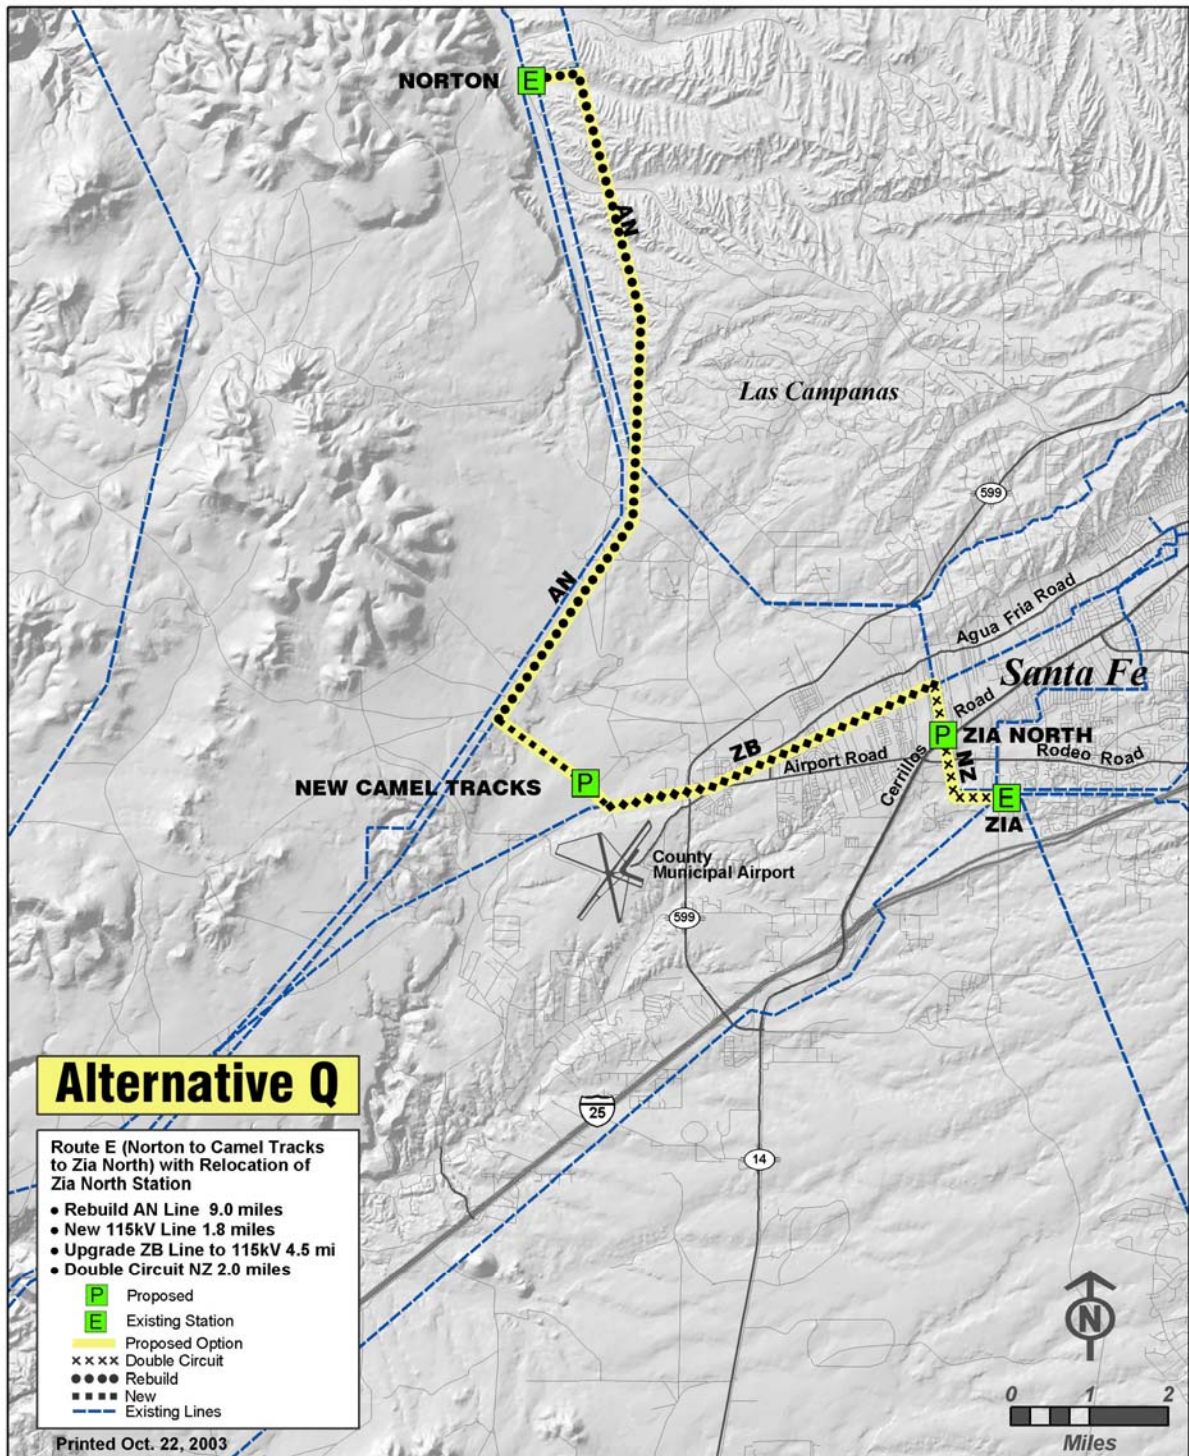 NORTON
E
AN
Las Campanas
599
AN
Agua Fria Road
Santa Fe
Road
P
ZIA NORTH
ZB
Airport Road
Cerrillos
NZ
Rodeo Road
NEW CAMEL TRACKS
P
E
ZIA
County
Municipal Airport
599
Alternative Q
25
14
Route E (Norton to Camel Tracks
to Zia North) with Relocation of
Zia North Station
• Rebuild AN Line 9.0 miles
• New 115kV Line 1.8 miles
• Upgrade ZB Line to 115kV 4.5 mi
• Double Circuit NZ 2.0 miles
P Proposed
E Existing Station
Proposed Option
Double Circuit
Rebuild
New
Existing Lines
Printed Oct. 22, 2003
N
0 1 2
Miles